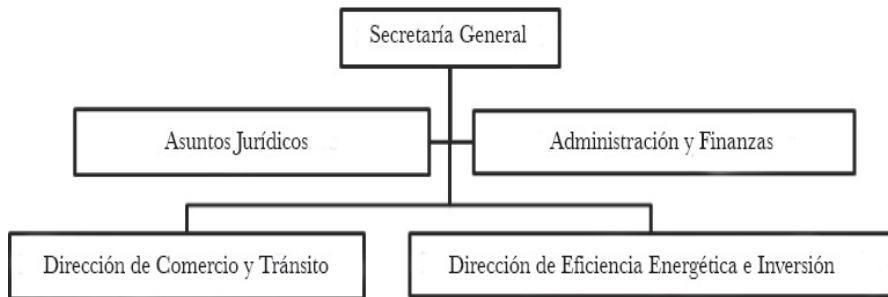 Secretaría General
Asuntos Jurídicos
Administración y Finanzas
Dirección de Comercio y Tránsito
Dirección de Eficiencia Energética e Inversión